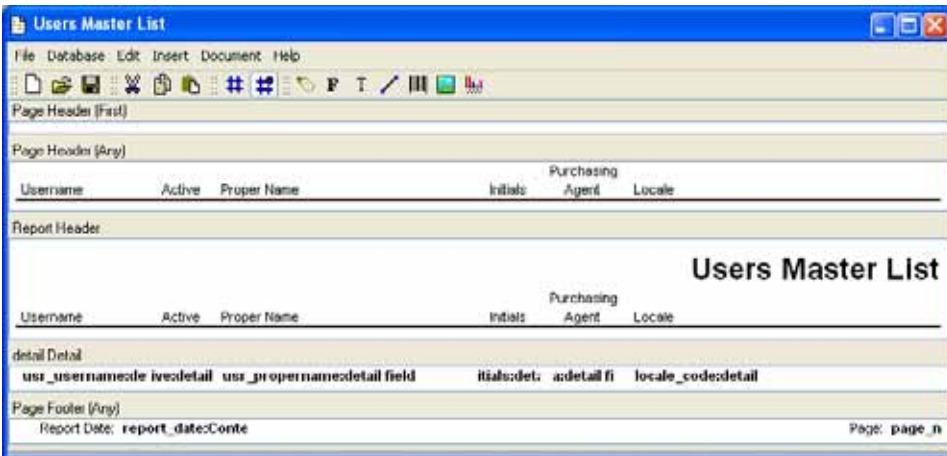 Users Master List
File Database Edit Insert Document Help
Page Header (First)
Page Header (Any)
Purchasing
Username Active Proper Name Initials Agent Locale
Report Header
Users Master List
Purchasing
Username Active Proper Name Initials Agent Locale
detail Detail
usr_username:de ive:detail usr_propername:detail field itials:det: a:detail fi locale_code:detail
Page Footer (Any)
Report Date: report_date:Conte Page: page_n